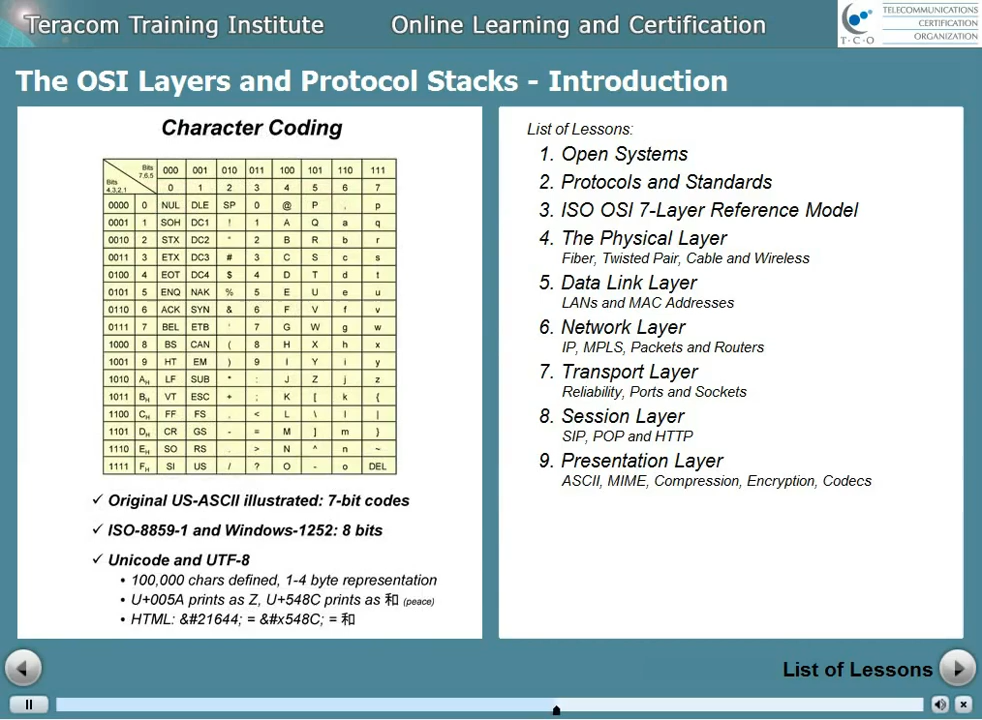 Teracom Training Institute
Online Learning and Certification
TELECOMMUNICATIONS
CERTIFICATION
ORGANIZATION
T·C·O
The OSI Layers and Protocol Stacks - Introduction
Character Coding
Bits 7,6,5 000 001 010 011 100 101 110 111
Bits 4,3,2,1 0 1 2 3 4 5 6 7
0000 0 NUL DLE SP 0 @ P p
0001 1 SOH DC1 ! 1 A Q a q
0010 2 STX DC2 " 2 B R b r
0011 3 ETX DC3 # 3 C S c s
0100 4 EOT DC4 $ 4 D T d t
0101 5 ENQ NAK % 5 E U e u
0110 6 ACK SYN & 6 F V f v
0111 7 BEL ETB ' 7 G W g w
1000 8 BS CAN ( 8 H X h x
1001 9 HT EM ) 9 I Y i y
1010 AH LF SUB * : J Z j z
1011 BH VT ESC + ; K [ k {
1100 CH FF FS < L \ l |
1101 DH CR GS - = M ] m }
1110 EH SO RS . > N ^ n ~
1111 FH SI US / ? O - o DEL
✓ Original US-ASCII illustrated: 7-bit codes
✓ ISO-8859-1 and Windows-1252: 8 bits
✓ Unicode and UTF-8
• 100,000 chars defined, 1-4 byte representation
• U+005A prints as Z, U+548C prints as 和 (peace)
• HTML: &#21644; = &#x548C; = 和
List of Lessons:
1. Open Systems
2. Protocols and Standards
3. ISO OSI 7-Layer Reference Model
4. The Physical Layer
Fiber, Twisted Pair, Cable and Wireless
5. Data Link Layer
LANs and MAC Addresses
6. Network Layer
IP, MPLS, Packets and Routers
7. Transport Layer
Reliability, Ports and Sockets
8. Session Layer
SIP, POP and HTTP
9. Presentation Layer
ASCII, MIME, Compression, Encryption, Codecs
List of Lessons